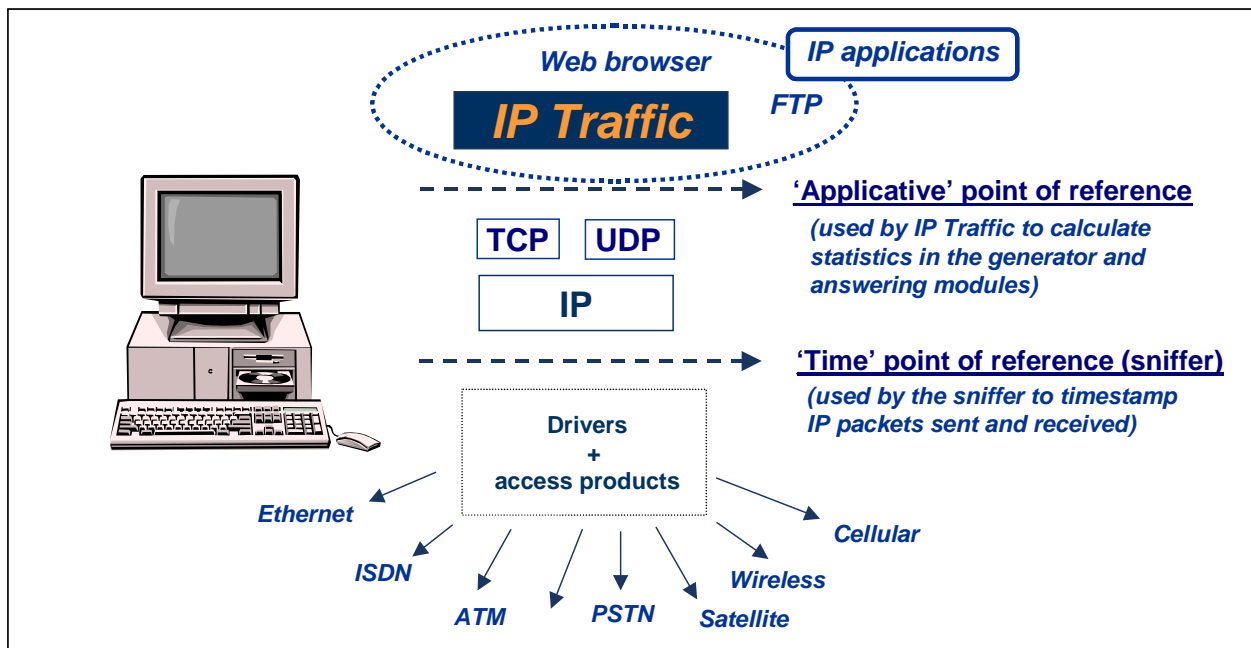 Web browser
IP applications
FTP
IP Traffic
‘Applicative’ point of reference
(used by IP Traffic to calculate
statistics in the generator and
answering modules)
TCP
UDP
IP
‘Time’ point of reference (sniffer)
(used by the sniffer to timestamp
IP packets sent and received)
Drivers
+
access products
Ethernet
ISDN
ATM
PSTN
Satellite
Wireless
Cellular